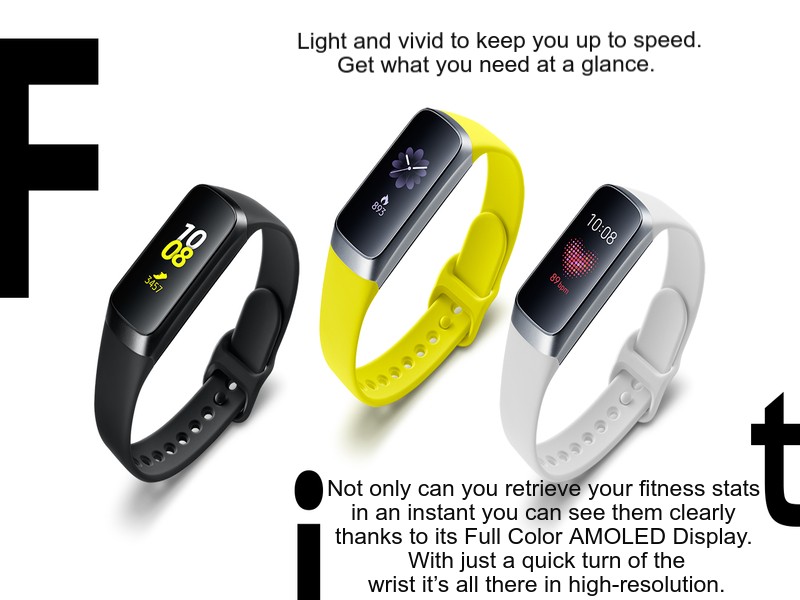 F
Light and vivid to keep you up to speed.
Get what you need at a glance.
893
10
08
3457
10:08
89bpm
i
t
Not only can you retrieve your fitness stats
in an instant you can see them clearly
thanks to its Full Color AMOLED Display.
With just a quick turn of the
wrist it’s all there in high-resolution.